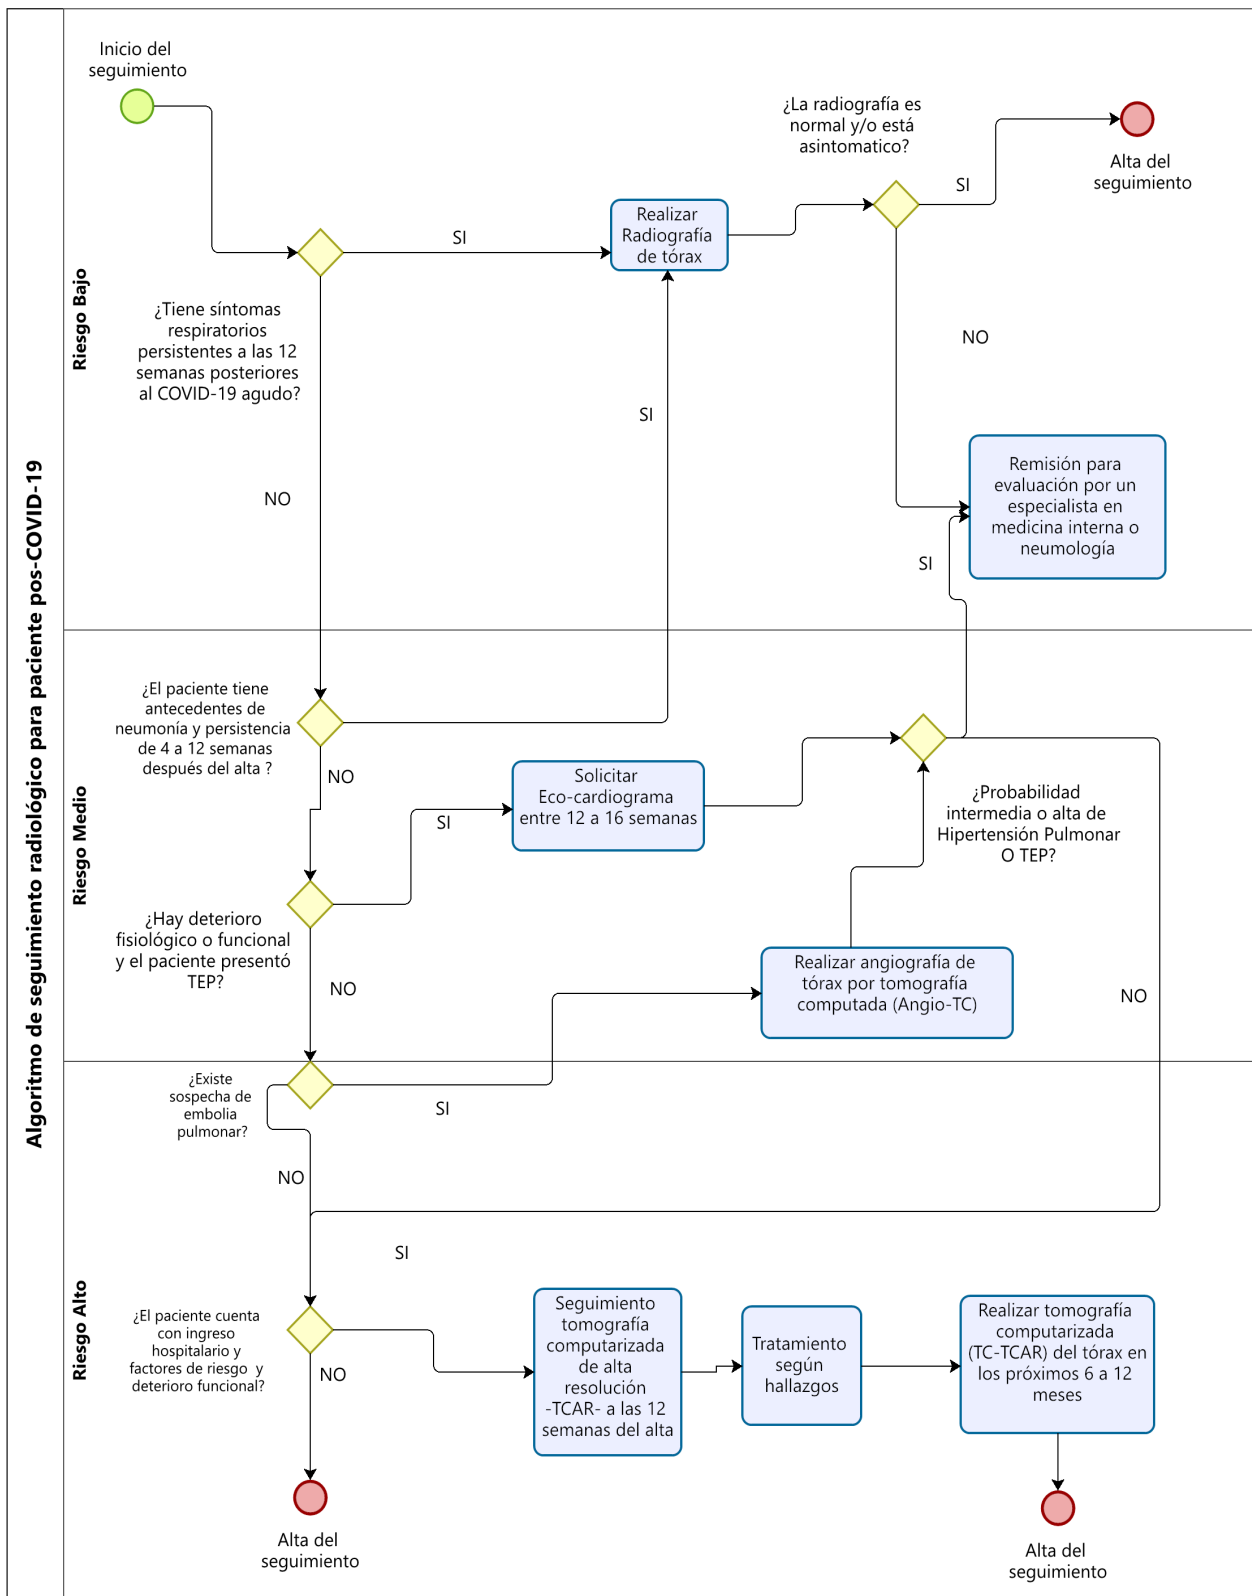 Algoritmo de seguimiento radiológico para paciente pos-COVID-19
Riesgo Bajo
Inicio del
seguimiento
¿Tiene síntomas
respiratorios
persistentes a las 12
semanas posteriores
al COVID-19 agudo?
SI
NO
Realizar
Radiografía
de tórax
¿La radiografía es
normal y/o está
asintomatico?
SI
Alta del
seguimiento
NO
SI
Remisión para
evaluación por un
especialista en
medicina interna o
neumología
SI
Riesgo Medio
¿El paciente tiene
antecedentes de
neumonía y persistencia
de 4 a 12 semanas
después del alta ?
NO
SI
Solicitar
Eco-cardiograma
entre 12 a 16 semanas
¿Probabilidad
intermedia o alta de
Hipertensión Pulmonar
O TEP?
¿Hay deterioro
fisiológico o funcional
y el paciente presentó
TEP?
NO
Realizar angiografía de
tórax por tomografía
computada (Angio-TC)
NO
Riesgo Alto
¿Existe
sospecha de
embolia
pulmonar?
SI
NO
SI
¿El paciente cuenta
con ingreso
hospitalario y
factores de riesgo y
deterioro funcional?
NO
Seguimiento
tomografía
computarizada
de alta
resolución
-TCAR- a las 12
semanas del alta
Tratamiento
según
hallazgos
Realizar tomografía
computarizada
(TC-TCAR) del tórax en
los próximos 6 a 12
meses
Alta del
seguimiento
Alta del
seguimiento